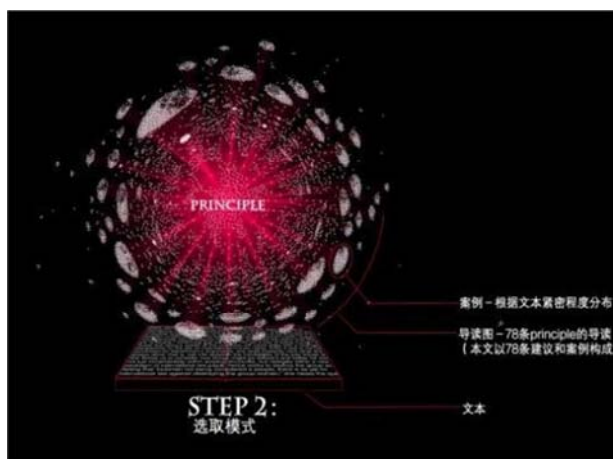 PRINCIPLE
案例－根据文本紧密程度分布
导读图－78条principle的导读
（本文以78条建议和案例构成
文本
STEP 2:
选取模式